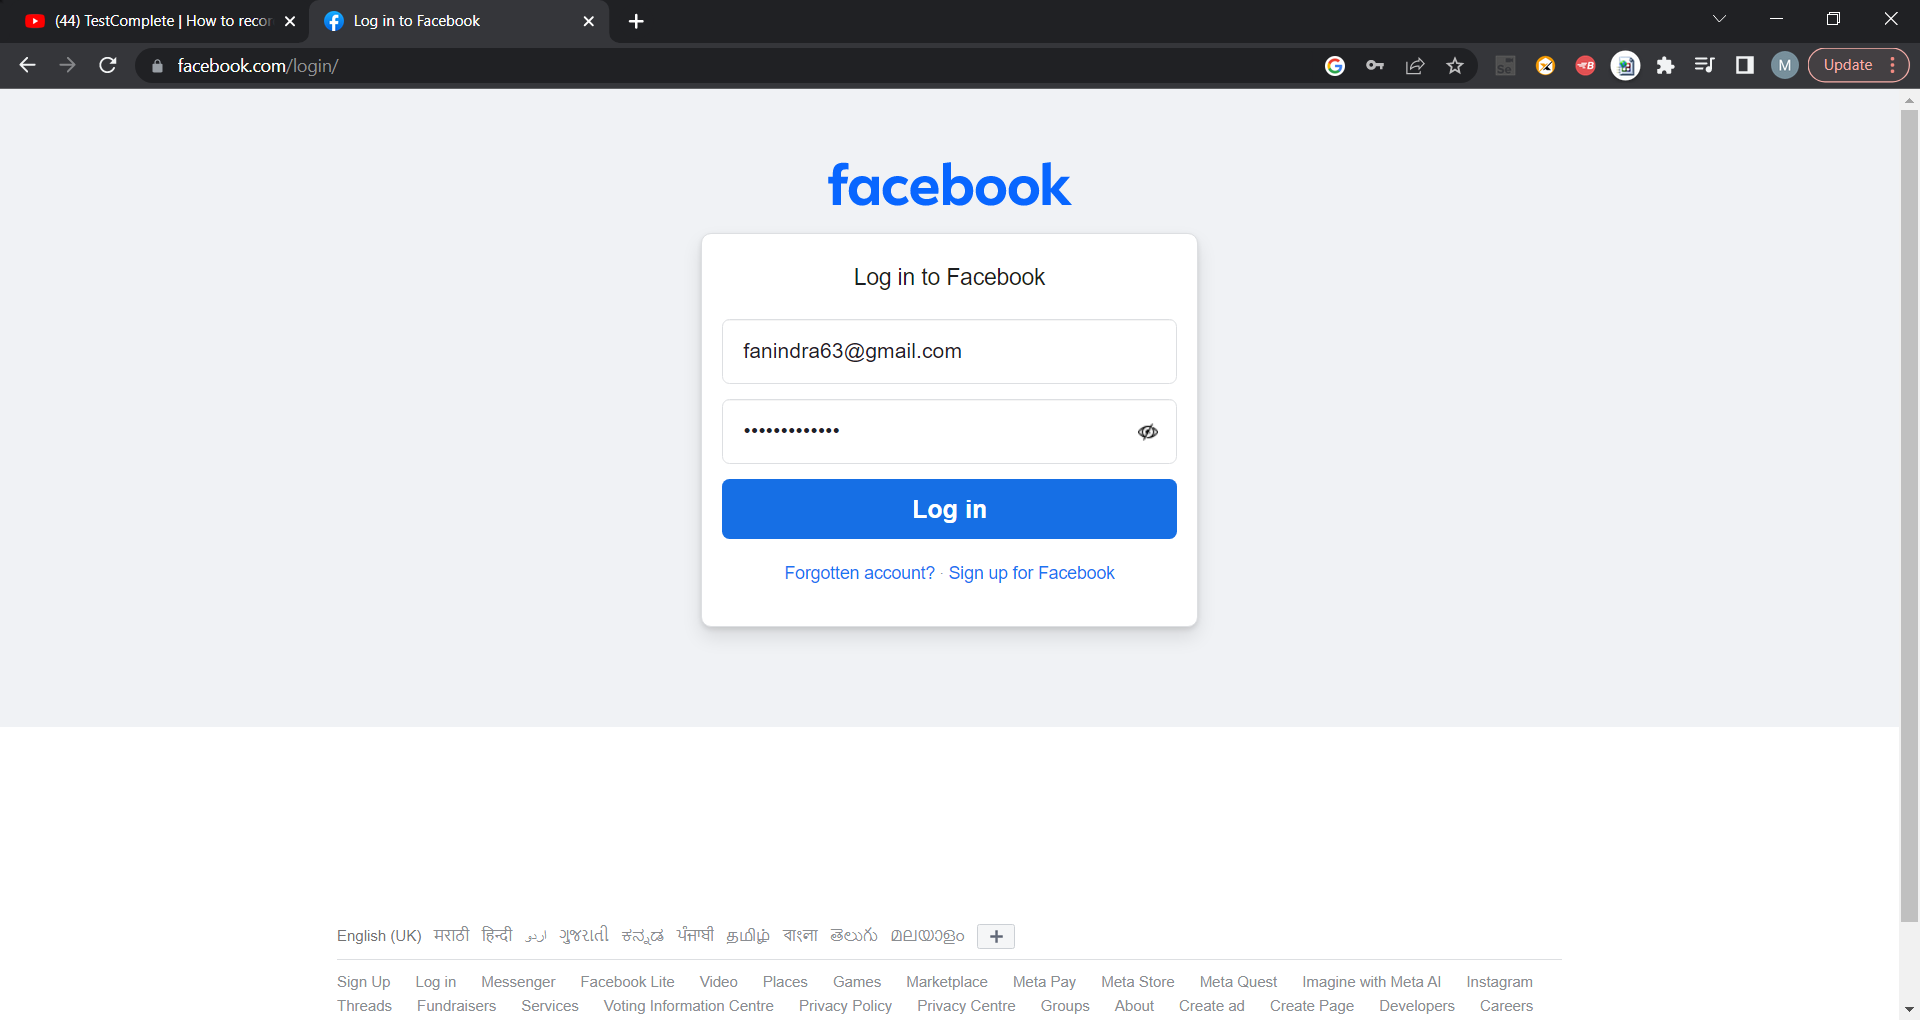 (44) TestComplete | How to recor
Log in to Facebook
facebook.com/login/
Se
B
M
Update
facebook
Log in to Facebook
fanindra63@gmail.com
•••••••••••••
Log in
Forgotten account? · Sign up for Facebook
English (UK) मराठी हिन्दी اردو ગુજરાતી ಕನ್ನಡ ਪੰਜਾਬੀ தமிழ் বাংলা తెలుగు മലയാളം +
Sign Up Log in Messenger Facebook Lite Video Places Games Marketplace Meta Pay Meta Store Meta Quest Imagine with Meta AI Instagram
Threads Fundraisers Services Voting Information Centre Privacy Policy Privacy Centre Groups About Create ad Create Page Developers Careers